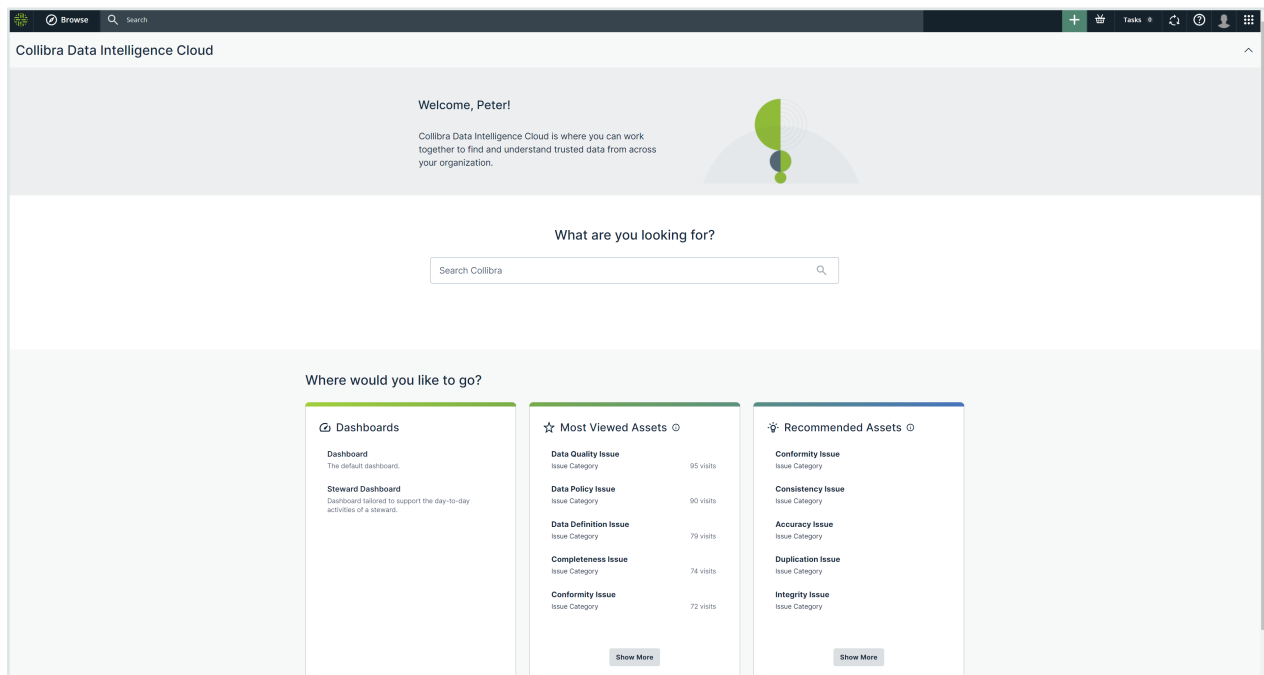 Browse
Search
Tasks 0
Collibra Data Intelligence Cloud
Welcome, Peter!
Collibra Data Intelligence Cloud is where you can work
together to find and understand trusted data from across
your organization.
What are you looking for?
Search Collibra
Where would you like to go?
Dashboards
Dashboard
The default dashboard.
Steward Dashboard
Dashboard tailored to support the day-to-day
activities of a steward.
Most Viewed Assets
Data Quality Issue
Issue Category 95 visits
Data Policy Issue
Issue Category 90 visits
Data Definition Issue
Issue Category 79 visits
Completeness Issue
Issue Category 74 visits
Conformity Issue
Issue Category 72 visits
Show More
Recommended Assets
Conformity Issue
Issue Category
Consistency Issue
Issue Category
Accuracy Issue
Issue Category
Duplication Issue
Issue Category
Integrity Issue
Issue Category
Show More